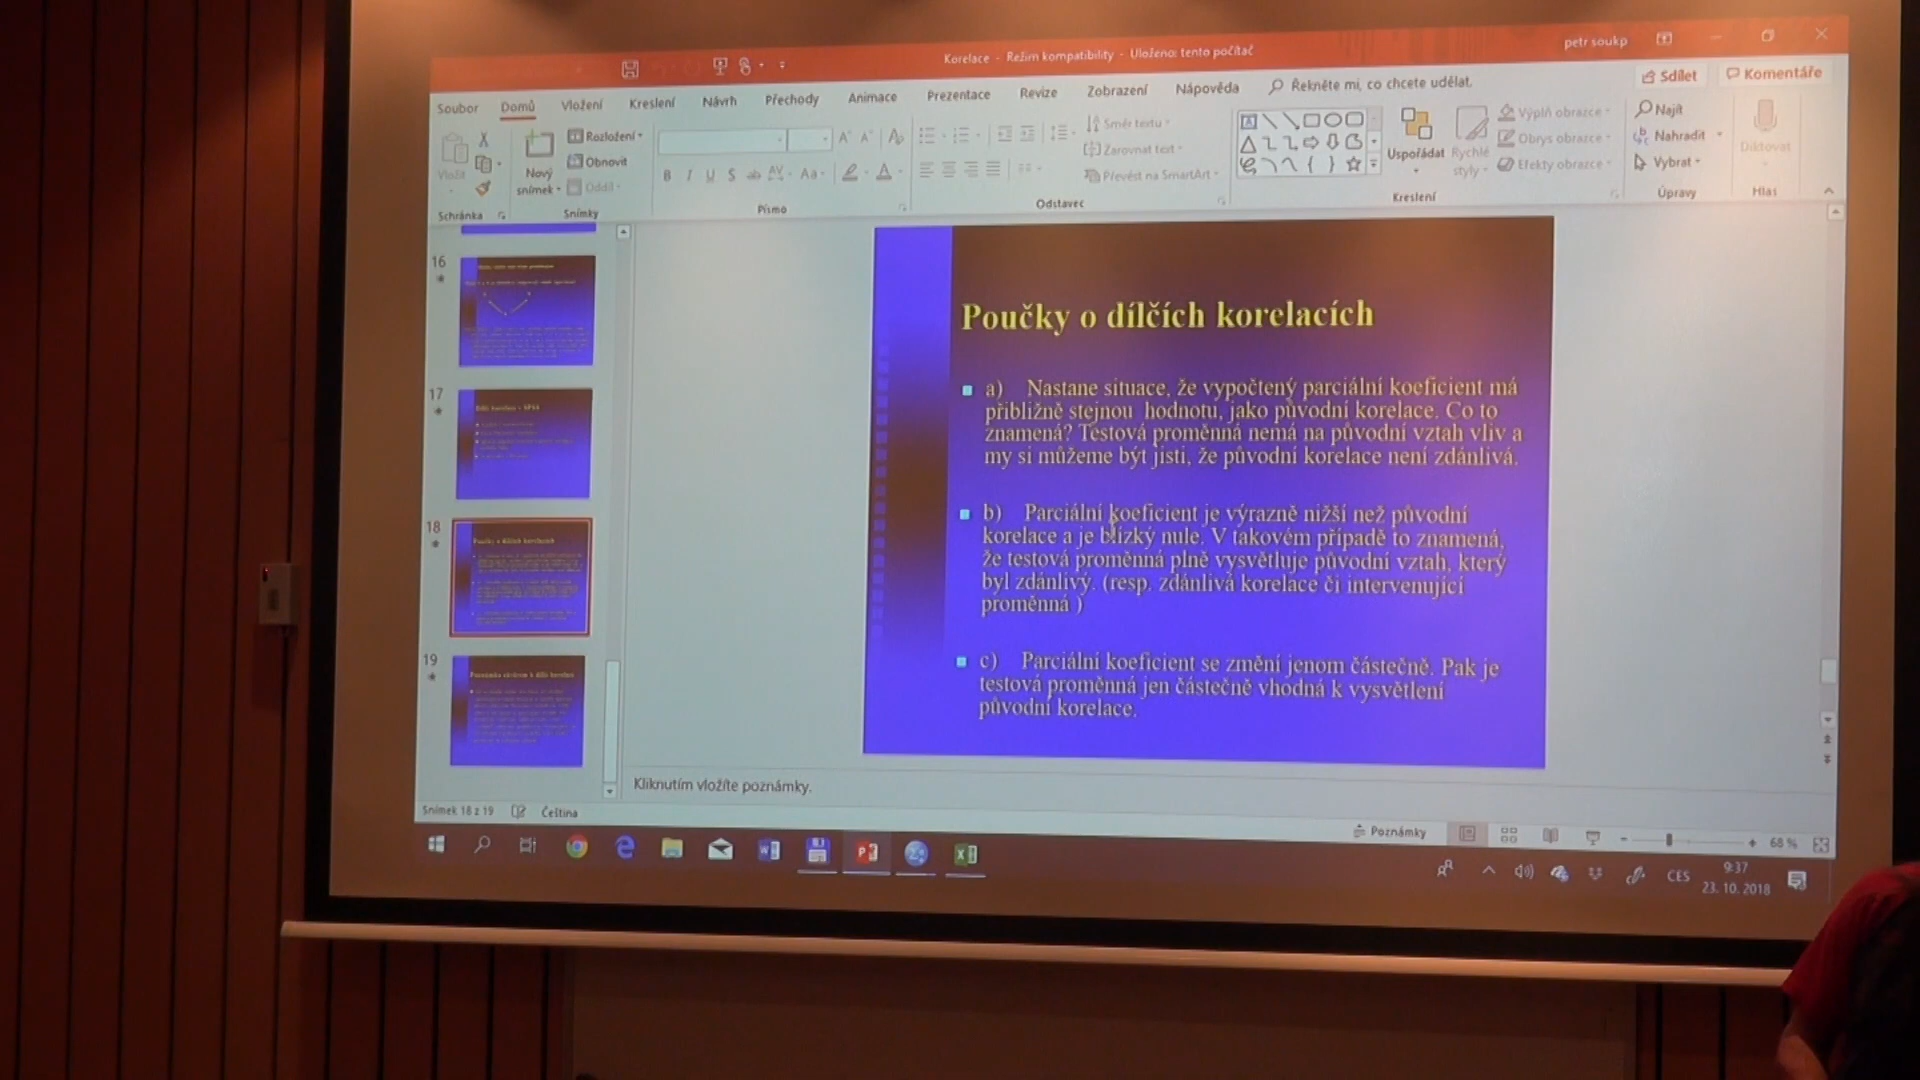 Korelace - Režim kompatibility - Uloženo: tento počítač
petr soukp
Soubor Domů Vložení Kreslení Návrh Přechody Animace Prezentace Revize Zobrazení Nápověda Řekněte mi, co chcete udělat.
Sdílet Komentáře
Vložit
Schránka
Nový
snímek
Rozložení
Obnovit
Oddíl
Snímky
B I U S ab AV Aa A
Písmo
Směr textu
Zarovnat text
Převést na SmartArt
Odstavec
Uspořádat
Rychlé
styly
Výplň obrazce
Obrys obrazce
Efekty obrazce
Kreslení
Najít
Nahradit
Vybrat
Úpravy
Diktovat
Hlas
16
17
18
19
Poučky o dílčích korelacích
a) Nastane situace, že vypočtený parciální koeficient má
přibližně stejnou hodnotu, jako původní korelace. Co to
znamená? Testová proměnná nemá na původní vztah vliv a
my si můžeme být jisti, že původní korelace není zdánlivá.
b) Parciální koeficient je výrazně nižší než původní
korelace a je blízký nule. V takovém případě to znamená,
že testová proměnná plně vysvětluje původní vztah, který
byl zdánlivý. (resp. zdánlivá korelace či intervenující
proměnná )
c) Parciální koeficient se změní jenom částečně. Pak je
testová proměnná jen částečně vhodná k vysvětlení
původní korelace.
Kliknutím vložíte poznámky.
Snímek 18 z 19 Čeština
Poznámky
68 %
CES
9:37
23. 10. 2018